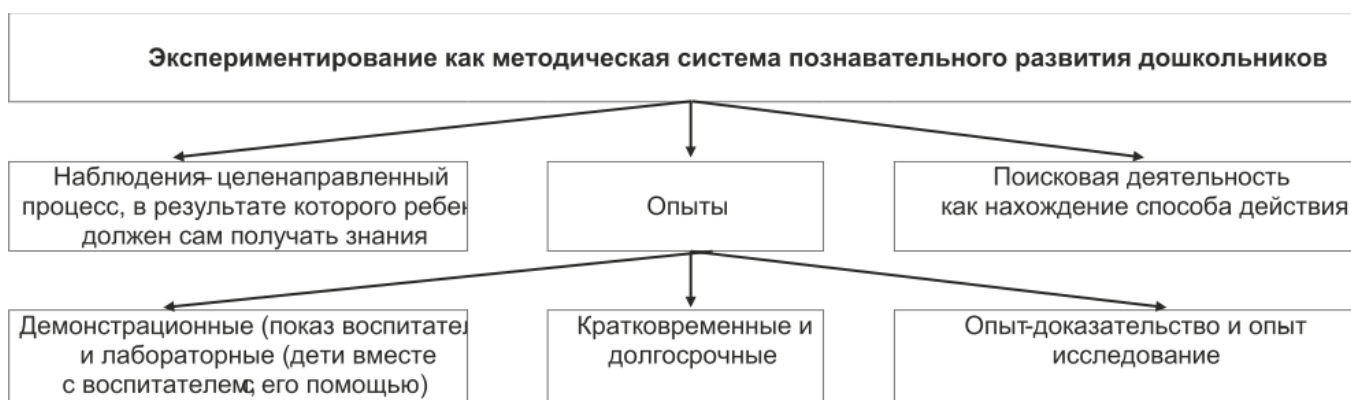 Экспериментирование как методическая система познавательного развития дошкольников
Наблюдения– целенаправленный
процесс, в результате которого ребен
должен сам получать знания
Опыты
Поисковая деятельность
как нахождение способа действия
Демонстрационные (показ воспитател
и лабораторные (дети вместе
с воспитателем, с его помощью)
Кратковременные и
долгосрочные
Опыт-доказательство и опыт
исследование